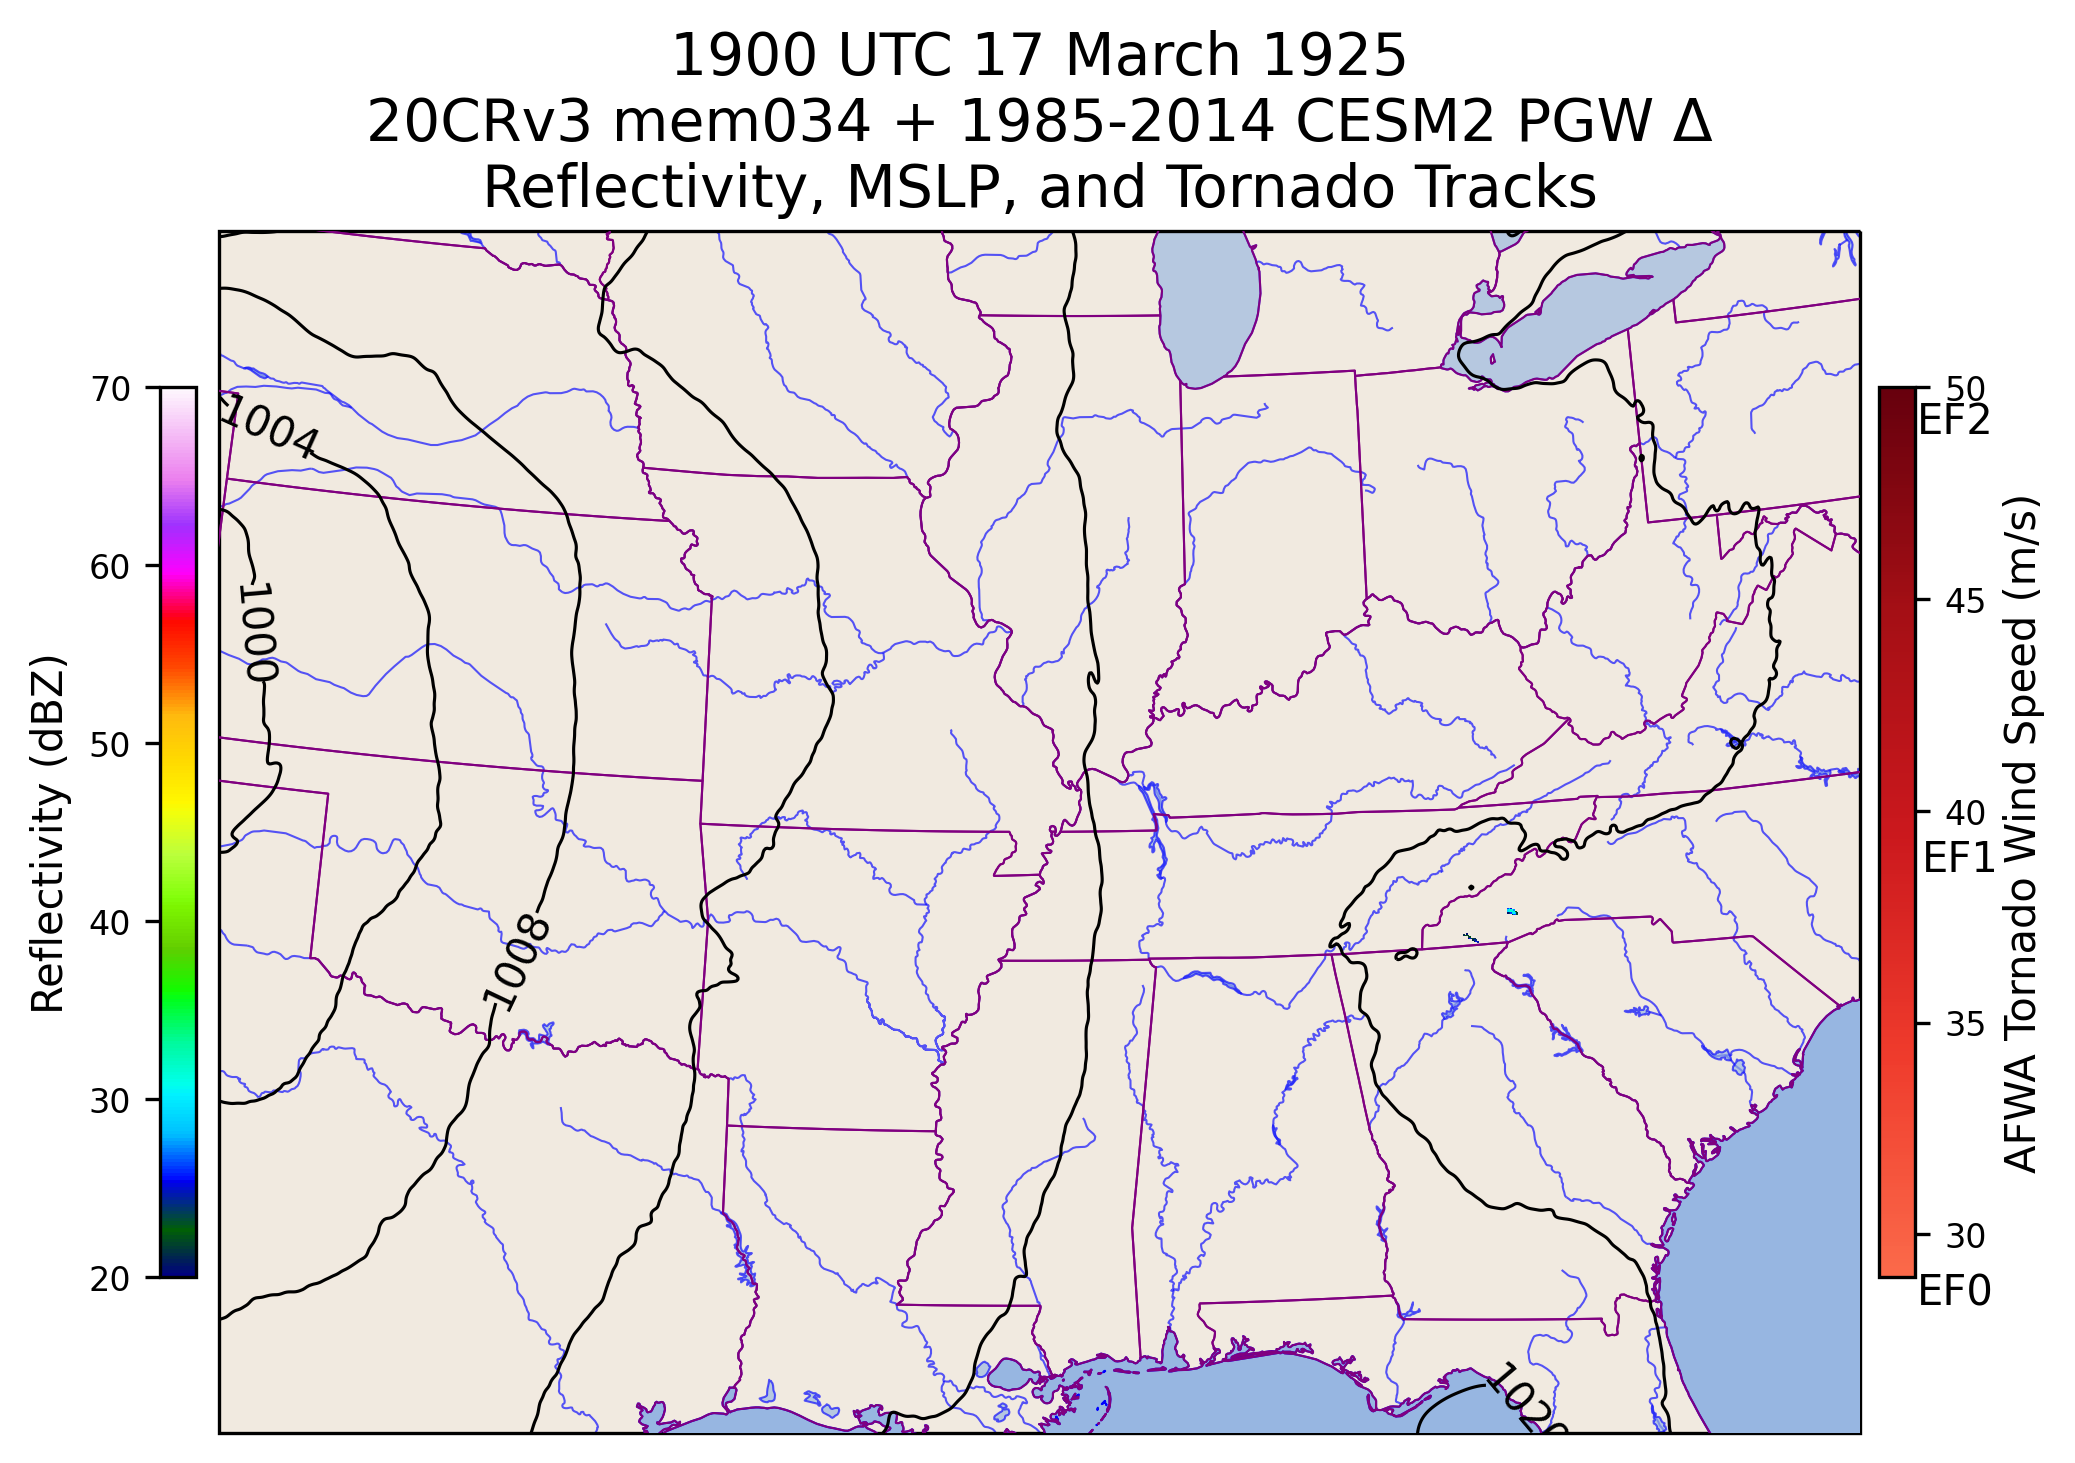 1900 UTC 17 March 1925
20CRv3 mem034 + 1985-2014 CESM2 PGW Δ
Reflectivity, MSLP, and Tornado Tracks
Reflectivity (dBZ)
70
60
50
40
30
20
1004
1000
1008
50
EF2
45
40
EF1
35
30
EF0
AFWA Tornado Wind Speed (m/s)